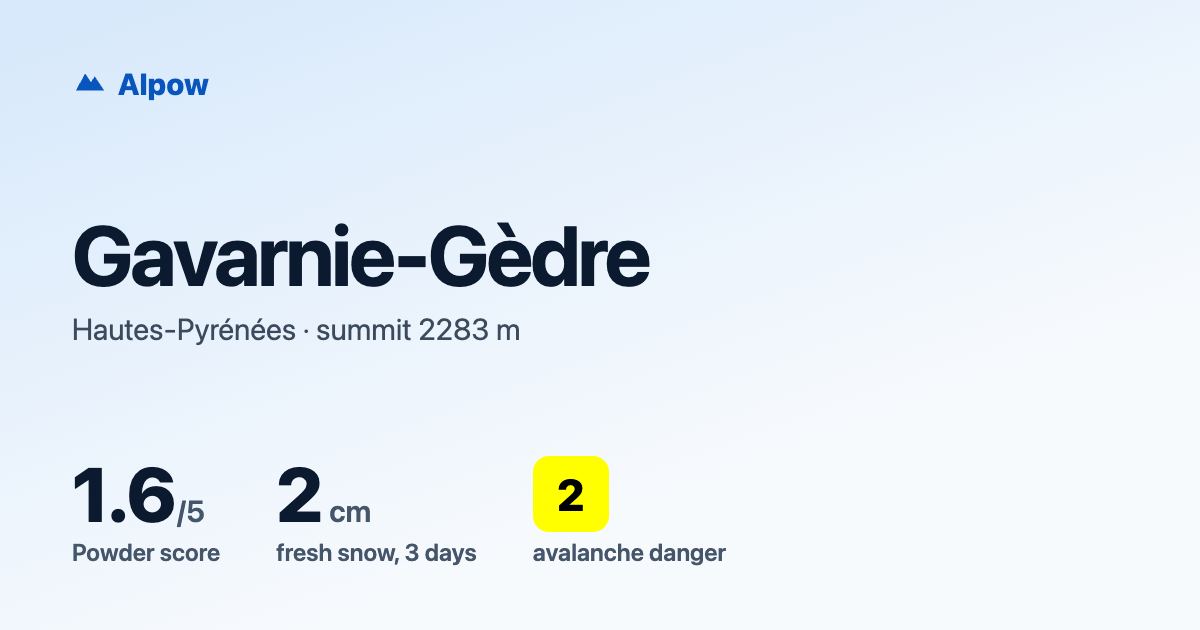 Alpow
Gavarnie-Gèdre
Hautes-Pyrénées · summit 2283 m
1.6/5
Powder score
2 cm
fresh snow, 3 days
2
avalanche danger